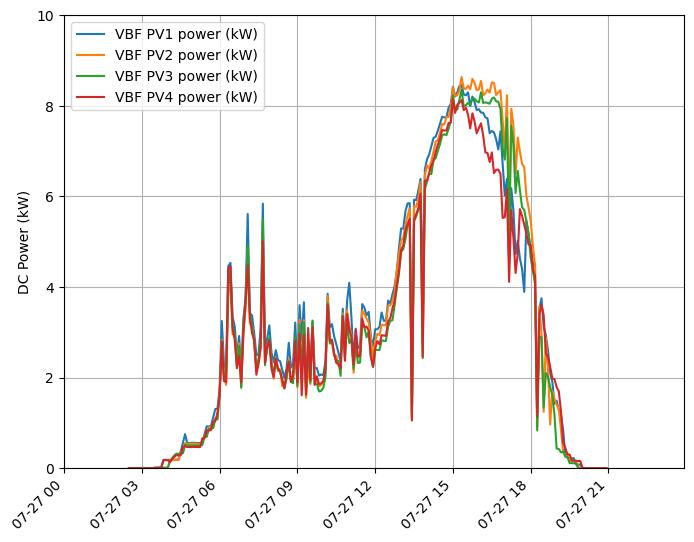 VBF PV1 power (kW)
VBF PV2 power (kW)
VBF PV3 power (kW)
VBF PV4 power (kW)
DC Power (kW)
10
8
6
4
2
0
07-27 00
07-27 03
07-27 06
07-27 09
07-27 12
07-27 15
07-27 18
07-27 21